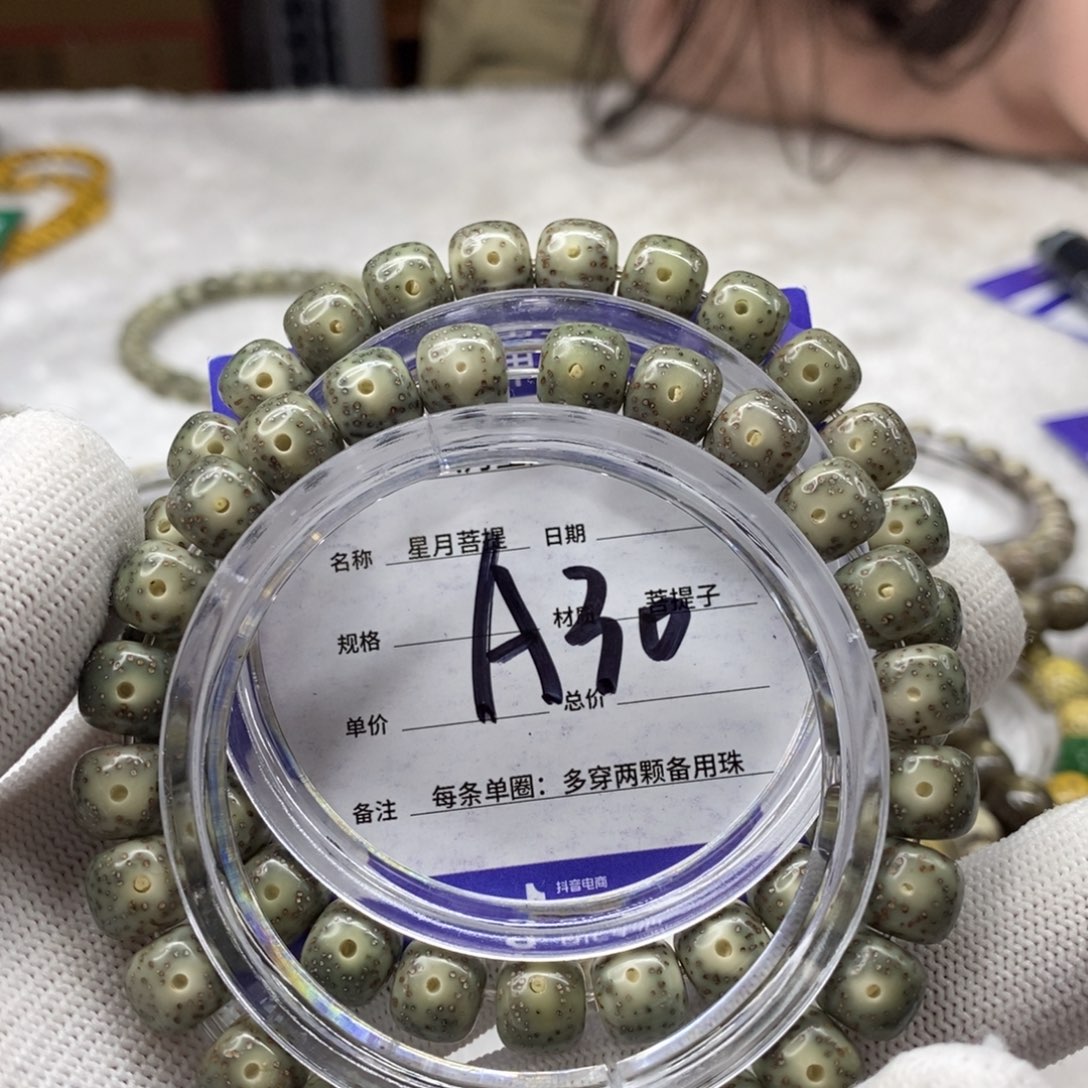 名称 星月菩提 日期
A30
规格 材质 菩提子
单价 总价
备注 每条单圈：多穿两颗备用珠
抖音电商